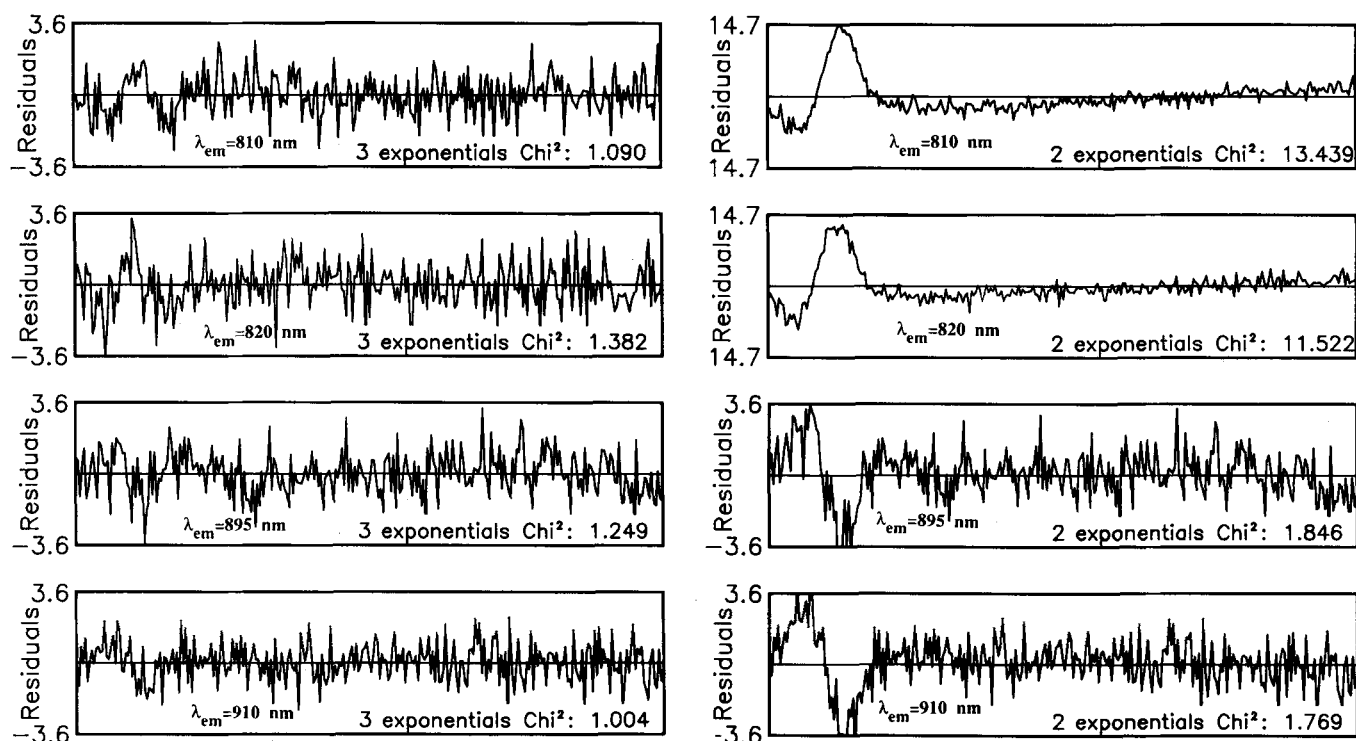 3.6
Residuals
-3.6
λem=810 nm
3 exponentials Chi²: 1.090
14.7
Residuals
14.7
λem=810 nm
2 exponentials Chi²: 13.439
3.6
Residuals
-3.6
λem=820 nm
3 exponentials Chi²: 1.382
14.7
Residuals
14.7
λem=820 nm
2 exponentials Chi²: 11.522
3.6
Residuals
-3.6
λem=895 nm
3 exponentials Chi²: 1.249
3.6
Residuals
-3.6
λem=895 nm
2 exponentials Chi²: 1.846
3.6
Residuals
-3.6
λem=910 nm
3 exponentials Chi²: 1.004
3.6
Residuals
-3.6
λem=910 nm
2 exponentials Chi²: 1.769